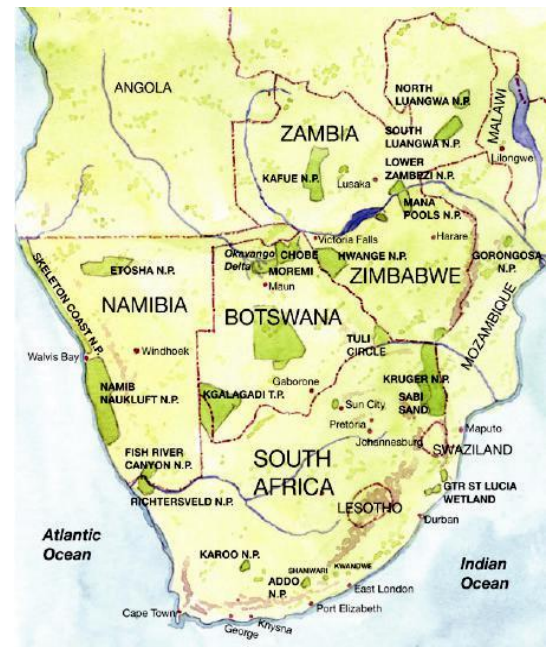 ANGOLA
NORTH
LUANGWA N.P.
MALAWI
ZAMBIA
SOUTH
LUANGWA N.P.
Lilongwe
LOWER
ZAMBEZI N.P.
KAFUE N.P.
Lusaka
MANA
POOLS N.P.
Victoria Falls
Harare
Okavango
Delta
CHOBE
HWANGE N.P.
GORONGOSA
N.P.
ETOSHA N.P.
MOREMI
ZIMBABWE
SKELETON COAST N.P.
Maun
NAMIBIA
BOTSWANA
MOZAMBIQUE
TULI
CIRCLE
Walvis Bay
Windhoek
KRUGER N.P.
Gaborone
NAMIB
NAUKLUFT N.P.
KGALAGADI T.P.
SABI
SAND
Sun City
Pretoria
Maputo
Johannesburg
SWAZILAND
FISH RIVER
CANYON N.P.
SOUTH
AFRICA
GTR ST LUCIA
WETLAND
RICHTERSVELD N.P.
LESOTHO
Durban
Atlantic
Ocean
KAROO N.P.
SHAMWARI
KWANDWE
Indian
Ocean
ADDO
N.P.
East London
Cape Town
Port Elizabeth
George
Knysna